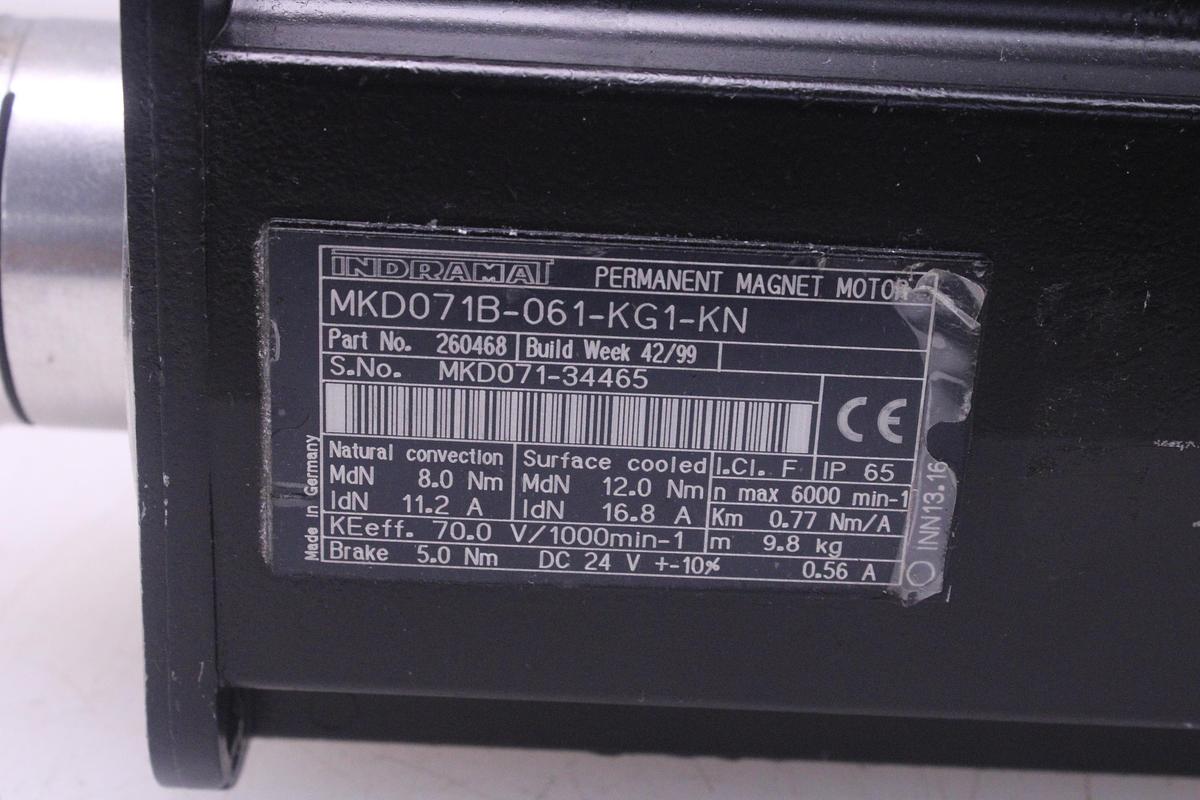 INDRAMAT PERMANENT MAGNET MOTOR
MKD071B-061-KG1-KN
Part No. 260468 Build Week 42/99
S.No. MKD071-34465
CE
Natural convection Surface cooled I.Cl. F IP 65
MdN 8.0 Nm MdN 12.0 Nm n max 6000 min-1
IdN 11.2 A IdN 16.8 A Km 0.77 Nm/A
KEeff. 70.0 V/1000min-1 m 9.8 kg
Brake 5.0 Nm DC 24 V +-10% 0.56 A
Made in Germany
INN13.16